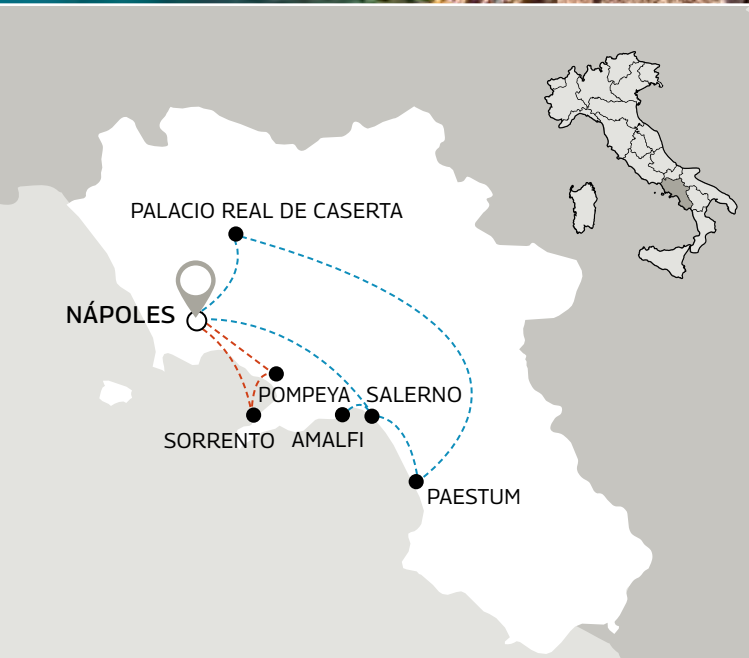 PALACIO REAL DE CASERTA
NÁPOLES
POMPEYA
SALERNO
SORRENTO
AMALFI
PAESTUM